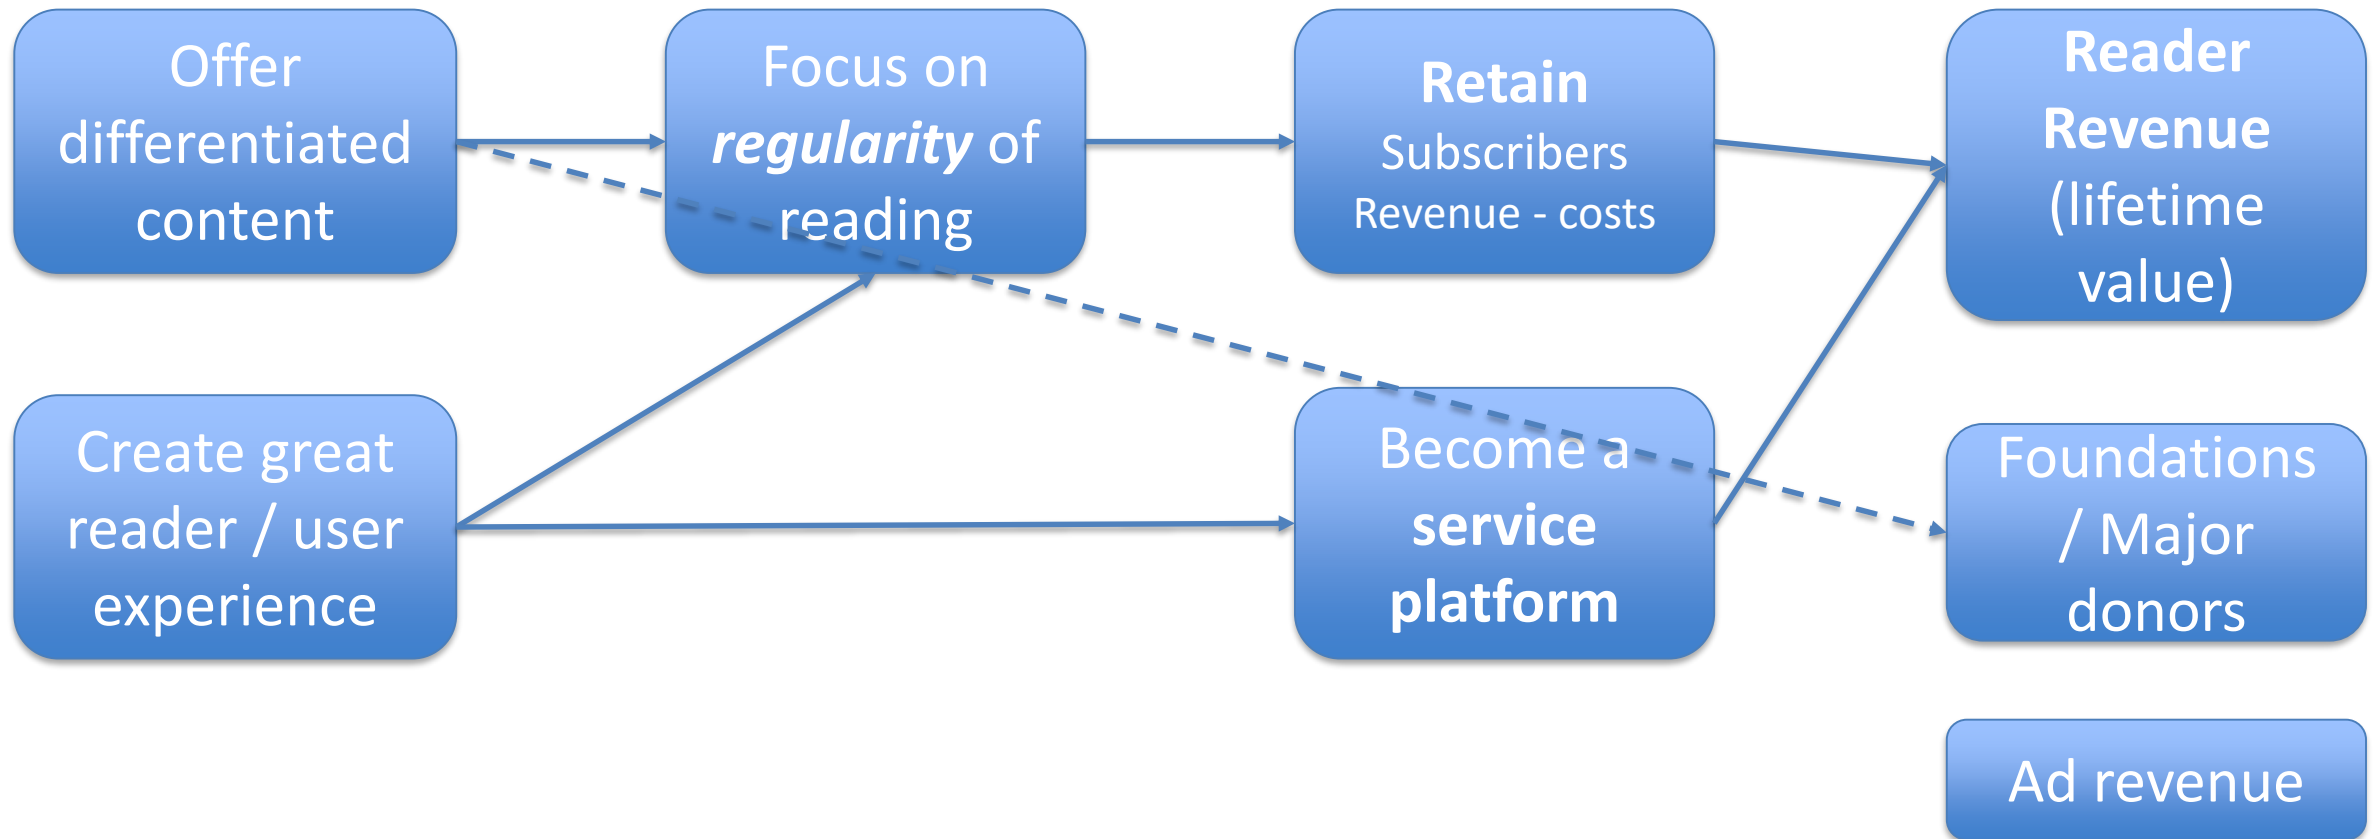 Offer
differentiated
content
Focus on
regularity of
reading
Retain
Subscribers
Revenue - costs
Reader
Revenue
(lifetime
value)
Create great
reader / user
experience
Become a
service
platform
Foundations
/ Major
donors
Ad revenue